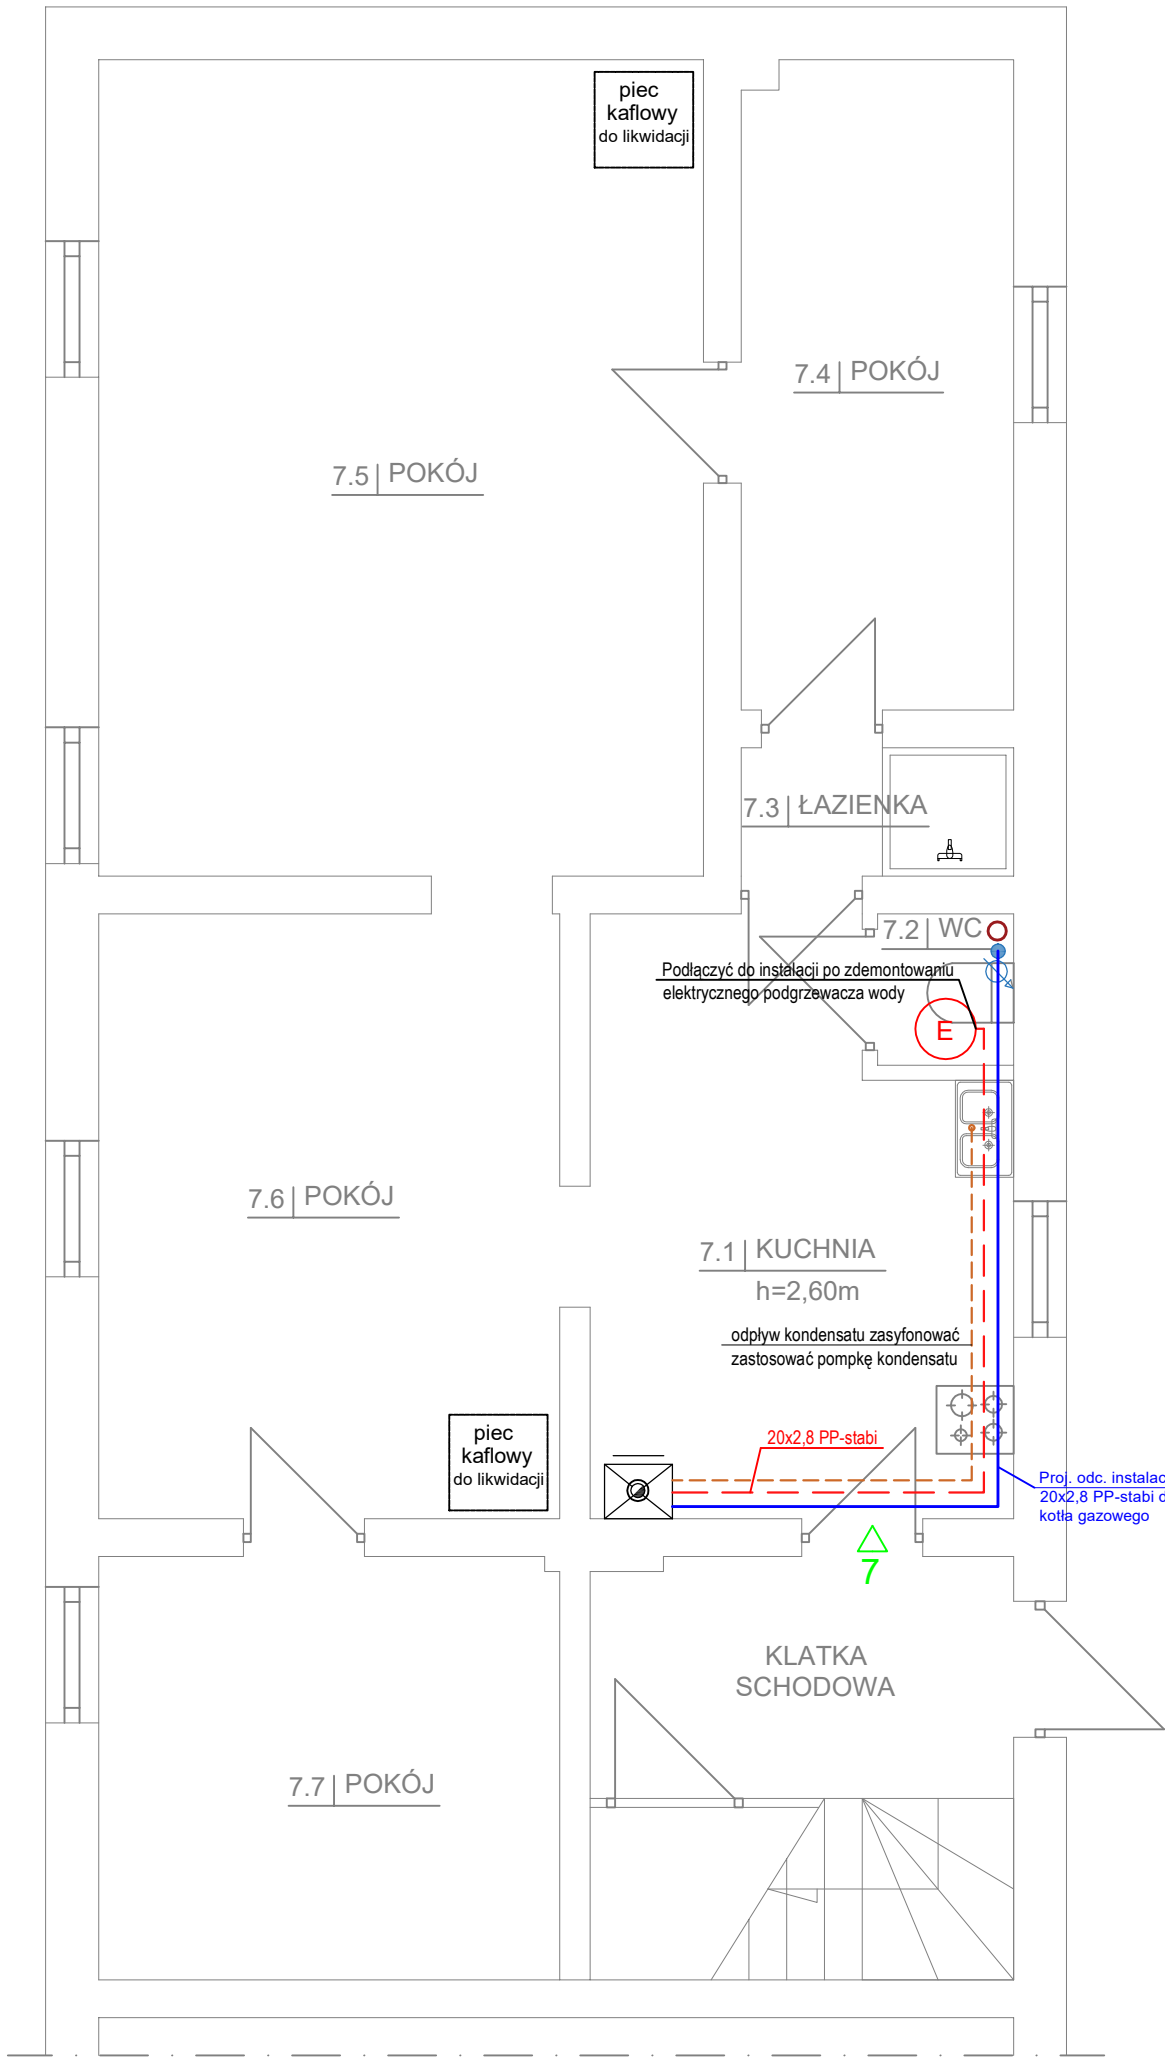 piec
kaflowy
do likwidacji
7.4 | POKÓJ
7.5 | POKÓJ
7.3 | ŁAZIENKA
7.2 | WC
Podłączyć do instalacji po zdemontowaniu
elektrycznego podgrzewacza wody
E
7.6 | POKÓJ
7.1 | KUCHNIA
h=2,60m
odpływ kondensatu zasyfonować
zastosować pompkę kondensatu
piec
kaflowy
do likwidacji
20x2,8 PP-stabi
Proj. odc. instalac
20x2,8 PP-stabi d
kotła gazowego
7
KLATKA
SCHODOWA
7.7 | POKÓJ